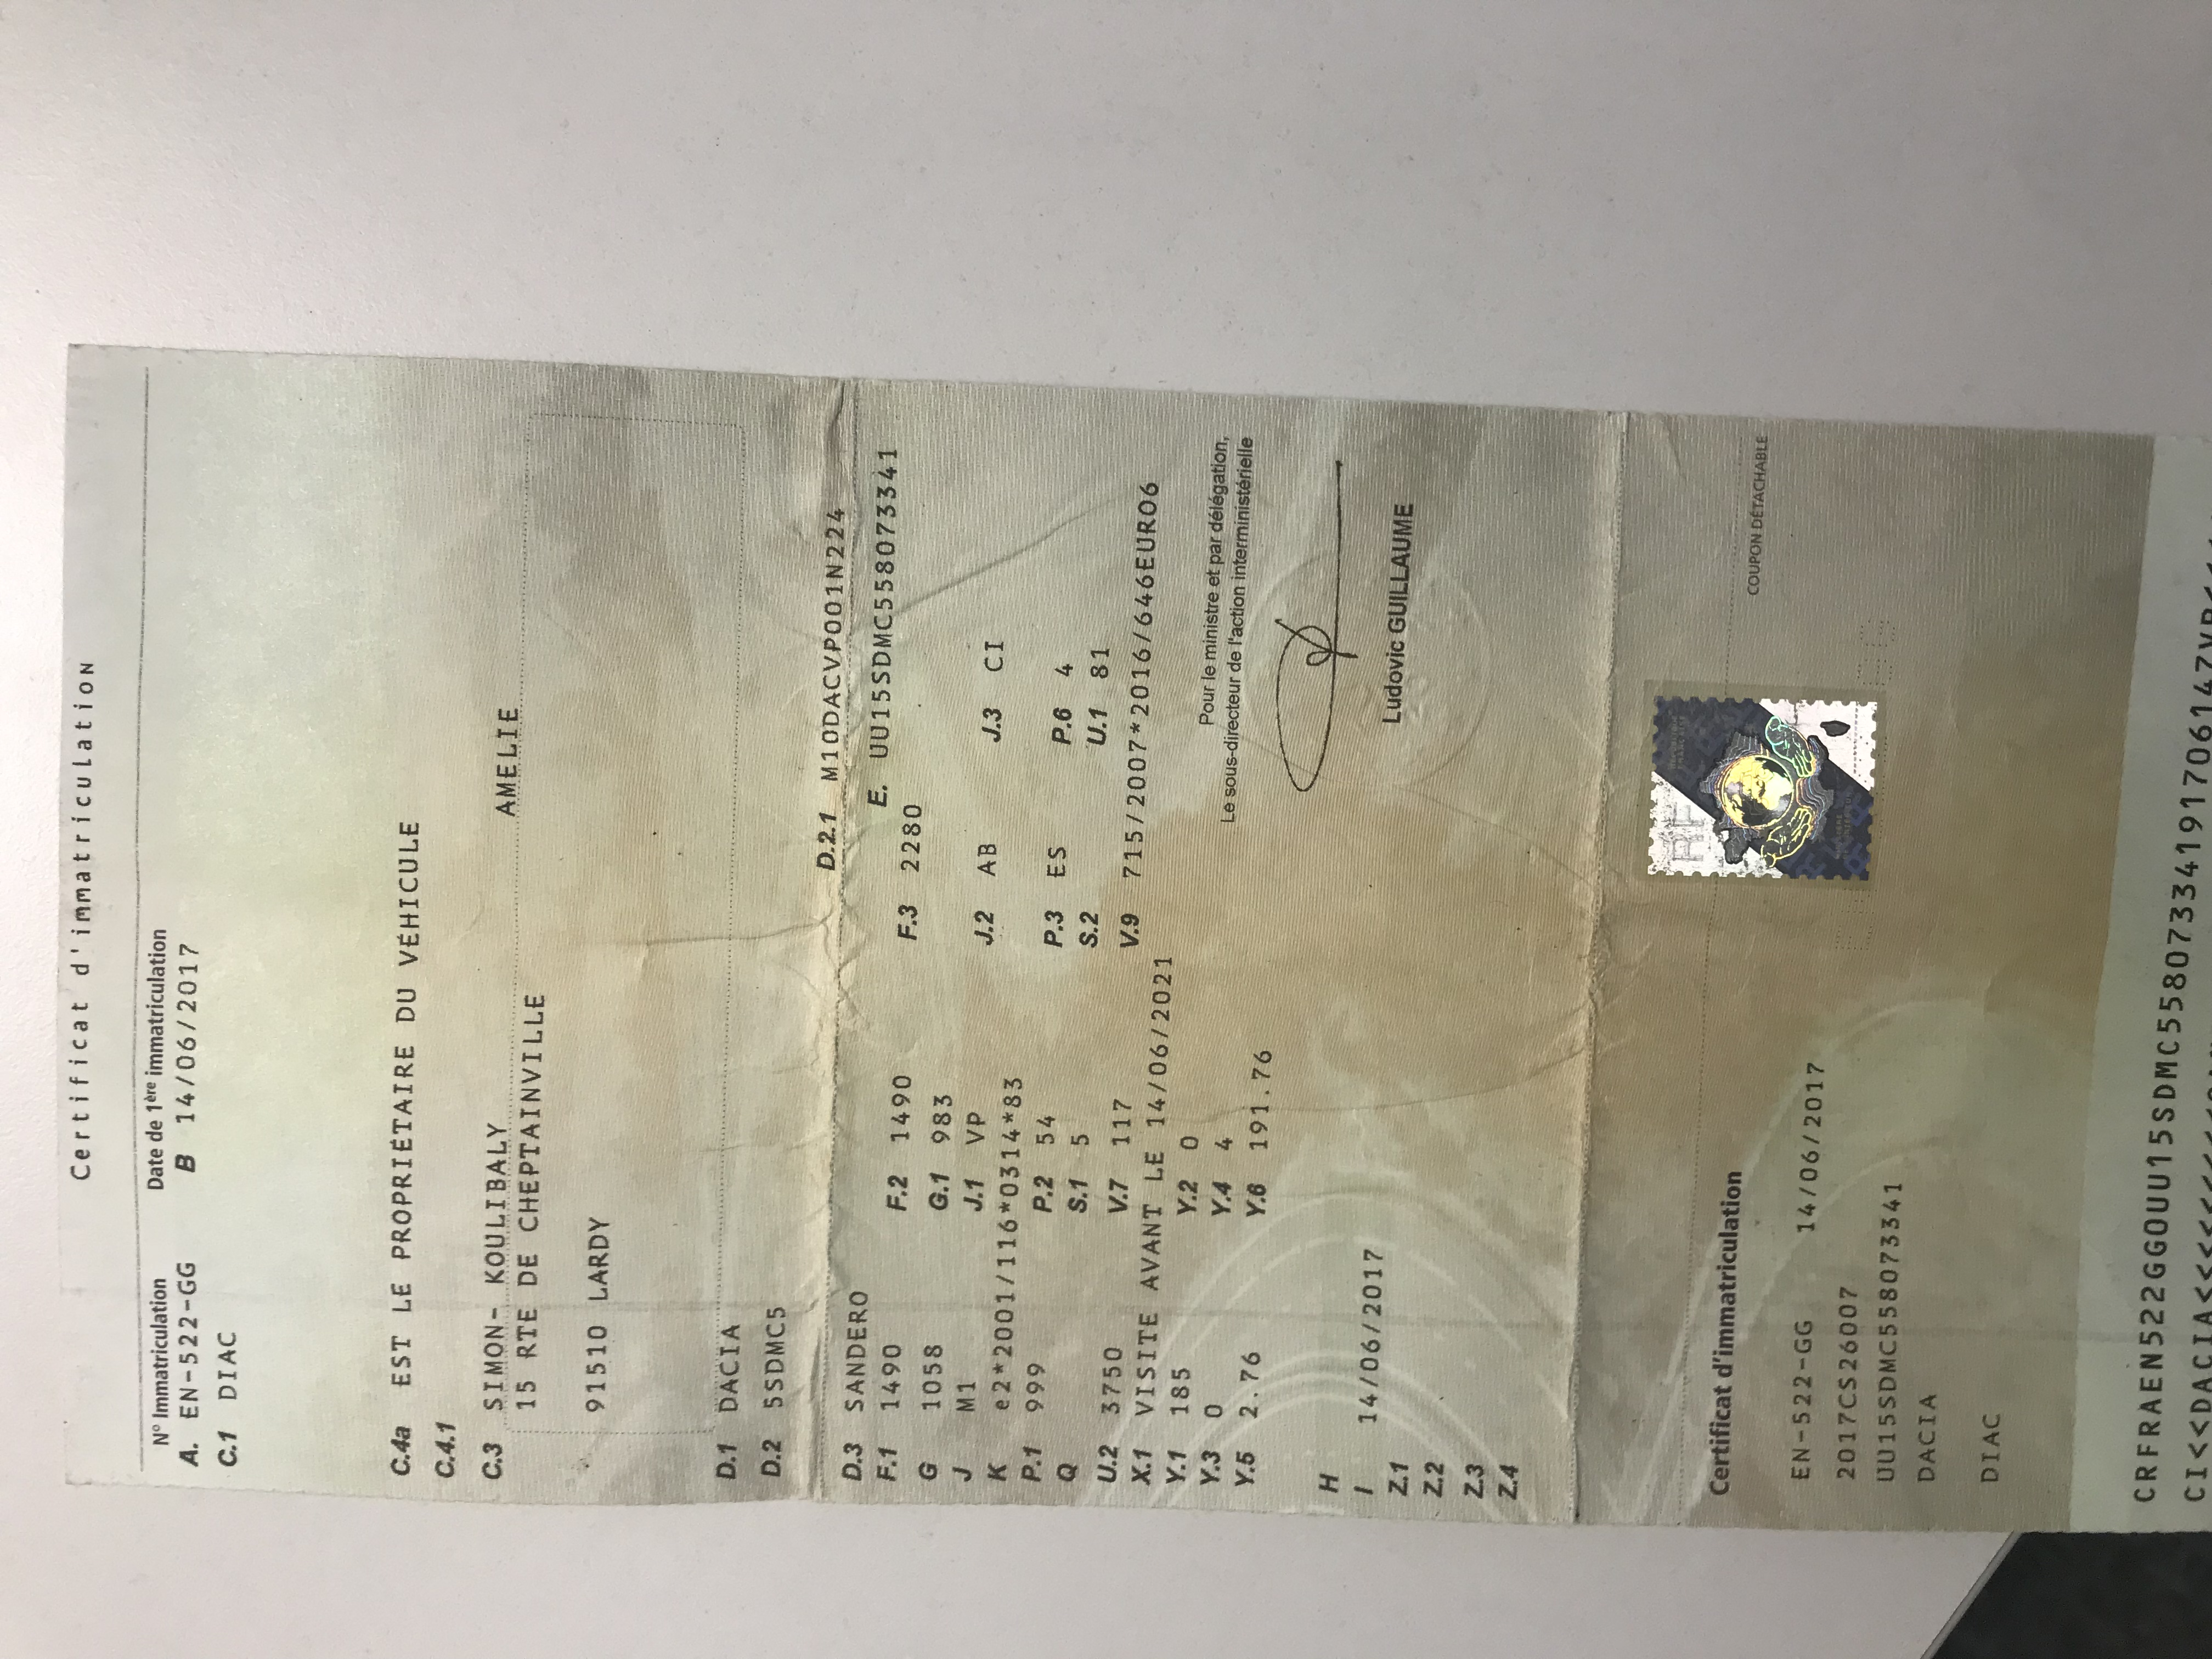 Certificat d'immatriculation
N° Immatriculation Date de 1ère immatriculation
A. EN-522-GG B 14/06/2017
C.1 DIAC
C.4a EST LE PROPRIÉTAIRE DU VÉHICULE
C.4.1
C.3 SIMON- KOULIBALY AMELIE
15 RTE DE CHEPTAINVILLE
91510 LARDY
D.1 DACIA
D.2 5SDMC5
D.2.1 M10DACVP001N224
D.3 SANDERO E. UU15SDMC558073341
F.1 1490 F.2 1490 F.3 2280
G 1058 G.1 983
J M1 J.1 VP J.2 AB J.3 CI
K e2*2001/116*0314*83
P.1 999 P.2 54 P.3 ES P.6 4
Q S.1 5 S.2 U.1 81
U.2 3750 V.7 117 V.9 715/2007*2016/646EURO6
X.1 VISITE AVANT LE 14/06/2021
Y.1 185 Y.2 0
Y.3 0 Y.4 4
Y.5 2.76 Y.6 191.76
Pour le ministre et par délégation,
Le sous-directeur de l'action interministérielle
H
I 14/06/2017
Z.1
Ludovic GUILLAUME
Z.2
Z.3
Z.4
Certificat d'immatriculation
COUPON DÉTACHABLE
EN-522-GG 14/06/2017
2017CS26007
UU15SDMC558073341
DACIA
DIAC
RF
CRFRAEN522GG0UU15SDMC5580733419170614 7VP<
CI<<DACIA<<<<<<<